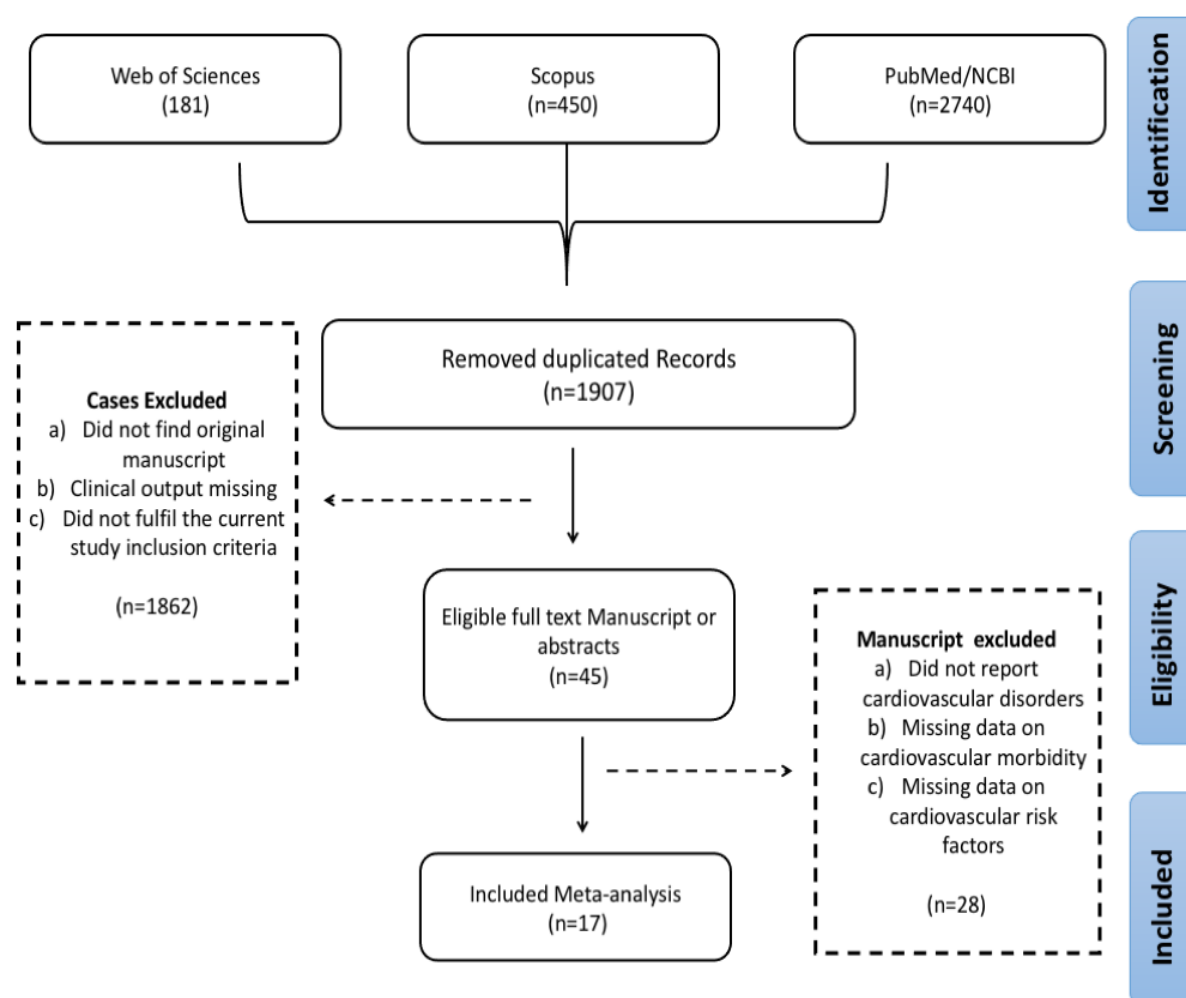 Web of Sciences
(181)
Scopus
(n=450)
PubMed/NCBI
(n=2740)
Identification
Removed duplicated Records
(n=1907)
Screening
Cases Excluded
a) Did not find original
manuscript
b) Clinical output missing
c) Did not fulfil the current
study inclusion criteria
(n=1862)
Eligible full text Manuscript or
abstracts
(n=45)
Eligibility
Manuscript excluded
a) Did not report
cardiovascular disorders
b) Missing data on
cardiovascular morbidity
c) Missing data on
cardiovascular risk
factors
(n=28)
Included Meta-analysis
(n=17)
Included